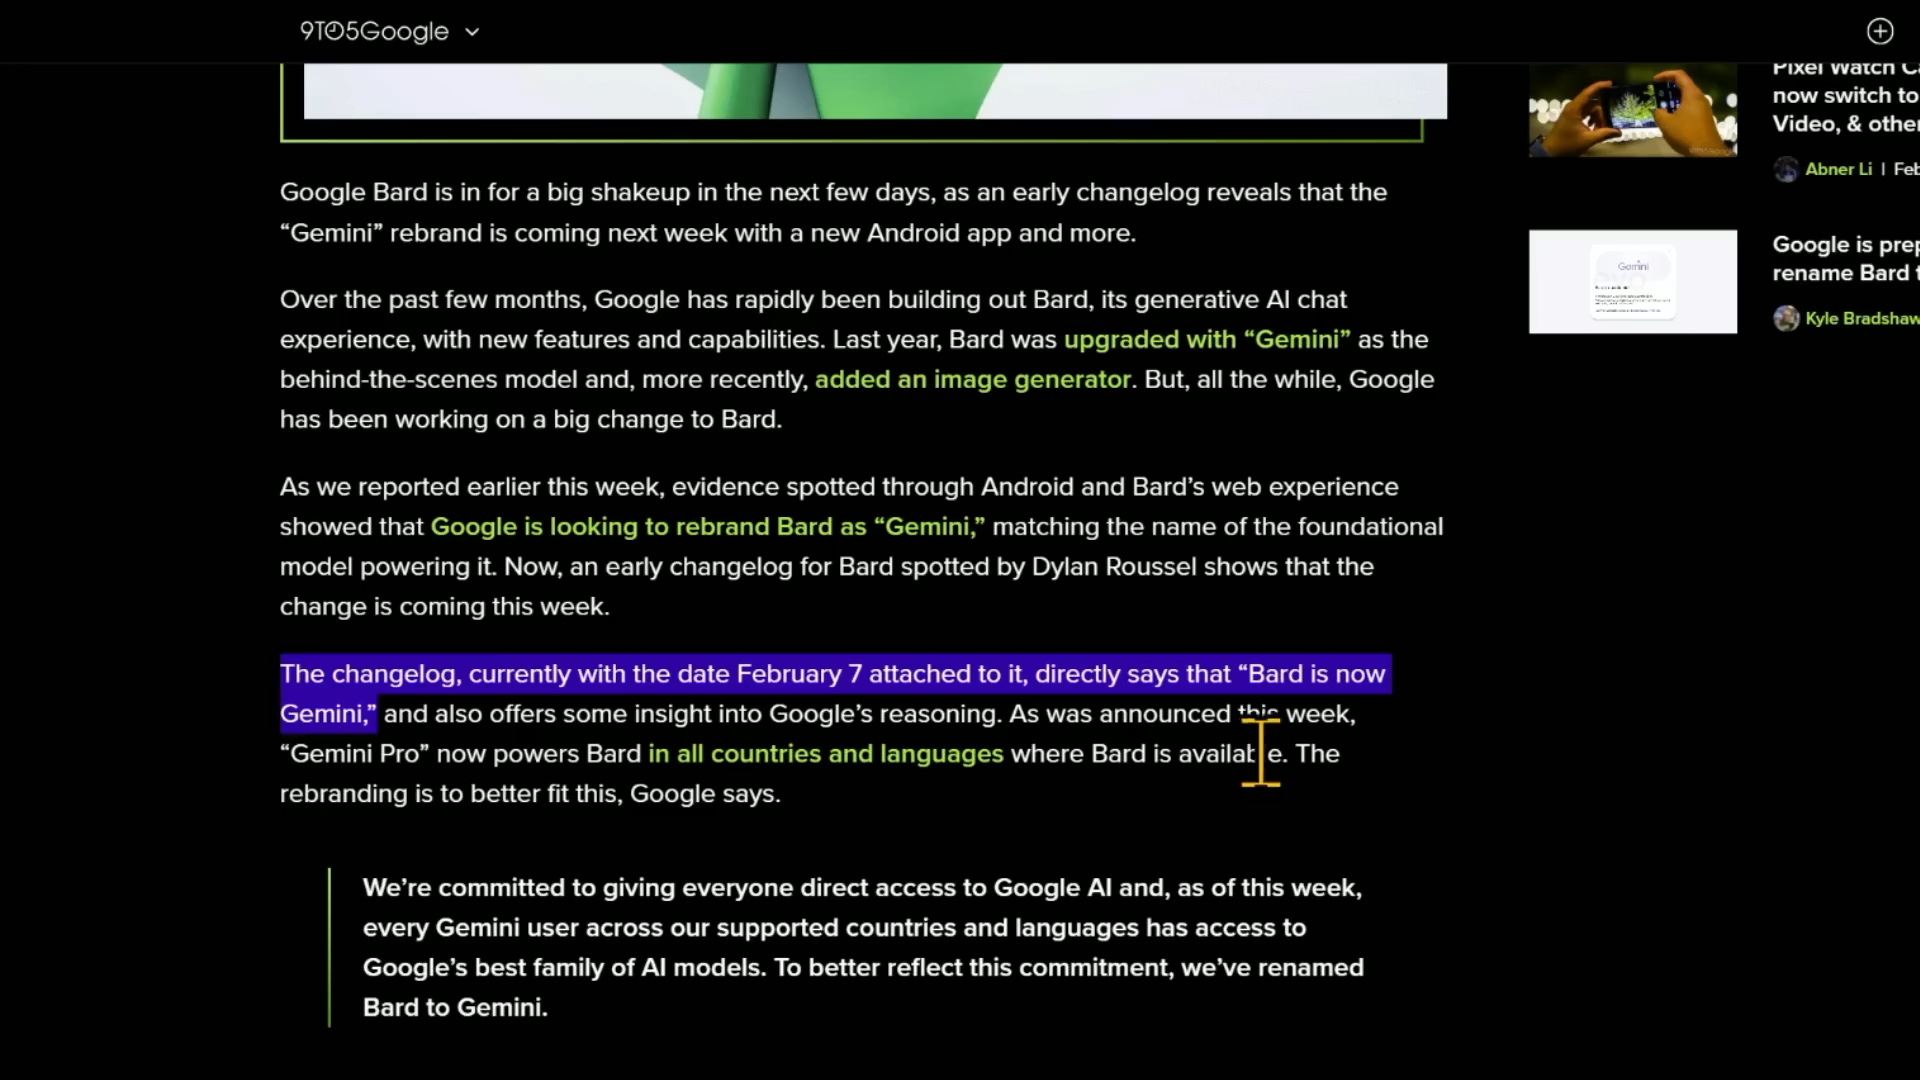 9TO5Google
Google Bard is in for a big shakeup in the next few days, as an early changelog reveals that the
“Gemini” rebrand is coming next week with a new Android app and more.
Over the past few months, Google has rapidly been building out Bard, its generative AI chat
experience, with new features and capabilities. Last year, Bard was upgraded with “Gemini” as the
behind-the-scenes model and, more recently, added an image generator. But, all the while, Google
has been working on a big change to Bard.
As we reported earlier this week, evidence spotted through Android and Bard’s web experience
showed that Google is looking to rebrand Bard as “Gemini,” matching the name of the foundational
model powering it. Now, an early changelog for Bard spotted by Dylan Roussel shows that the
change is coming this week.
The changelog, currently with the date February 7 attached to it, directly says that “Bard is now
Gemini,” and also offers some insight into Google’s reasoning. As was announced this week,
“Gemini Pro” now powers Bard in all countries and languages where Bard is available. The
rebranding is to better fit this, Google says.
We’re committed to giving everyone direct access to Google AI and, as of this week,
every Gemini user across our supported countries and languages has access to
Google’s best family of AI models. To better reflect this commitment, we’ve renamed
Bard to Gemini.
Pixel Watch
now switch to
Video, & other
Abner Li | Feb
Gemini
Google is prep
rename Bard t
Kyle Bradshaw